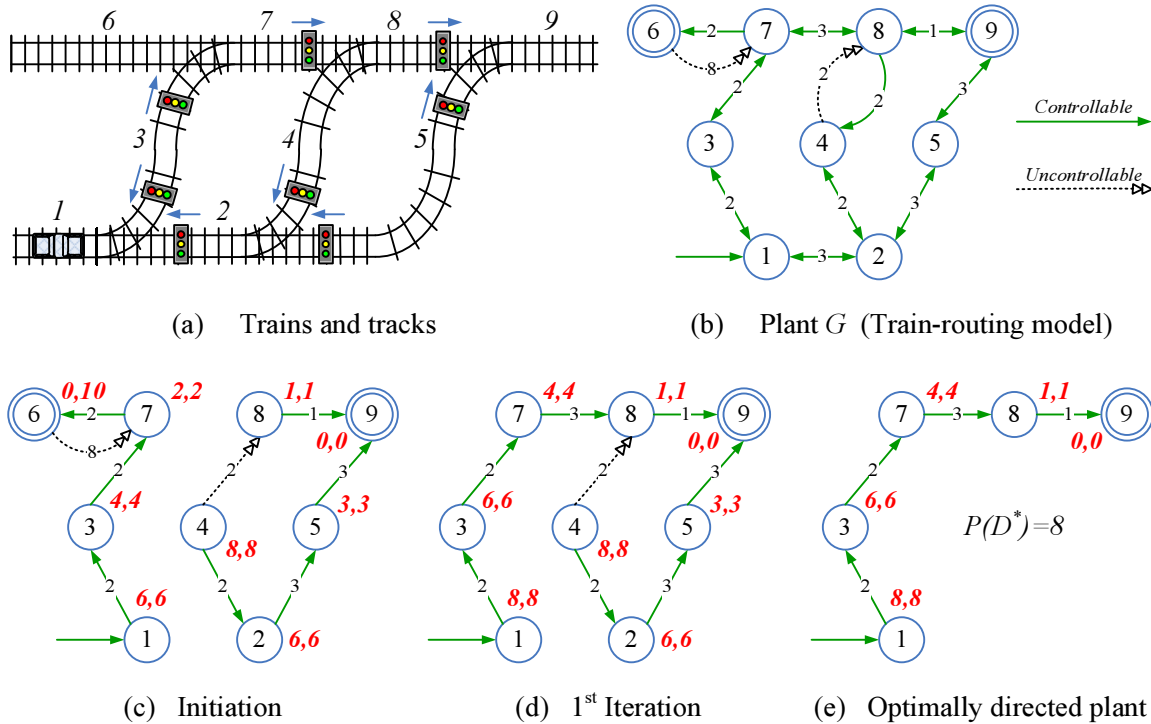 6 7 8 9
3 4 5
1 2
(a) Trains and tracks
6 2 7 3 8 1 9
8 2 2 2 3
3 4 5
2 2 3
1 3 2
Controllable
Uncontrollable
(b) Plant G (Train-routing model)
0,10 2,2 1,1
6 2 7 8 1 9
8 0,0
2 2 3
3 4,4 4 8,8 5 3,3
2 2 3
6,6
1 2 6,6
(c) Initiation
4,4 1,1
7 3 8 1 9
0,0
2 2 3
3 6,6 4 8,8 5 3,3
2 2 3
8,8
1 2 6,6
(d) 1st Iteration
4,4 1,1
7 3 8 1 9
0,0
2
3 6,6
P(D*)=8
2
8,8
1
(e) Optimally directed plant